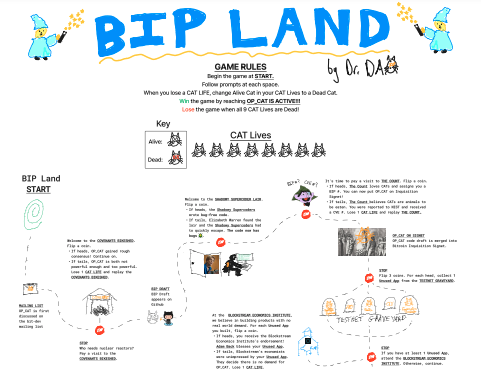 BIP LAND
by Dr. DA
GAME RULES
Begin the game at START.
Follow prompts at each space.
When you lose a CAT LIFE, change Alive Cat in your CAT Lives to a Dead Cat.
Win the game by reaching OP_CAT IS ACTIVE!!!
Lose the game when all 9 CAT Lives are Dead!
Key
Alive:
Dead:
CAT Lives
BIP Land
START
MAILING LIST
OP_CAT is first
discussed on
the bit-dev
mailing list
Welcome to the COVENANTS RENISHED.
Flip a coin.
- If heads, OP_CAT gained rough
consensus! Continue on.
- If tails, OP_CAT is both not
powerful enough and too powerful.
Lose 1 CAT LIFE and replay the
COVENANTS RENISHED.
STOP
Who needs nuclear reactors?
Pay a visit to the
COVENANTS RENISHED.
BIP DRAFT
BIP Draft
appears on
Github
Welcome to the SHADOWY SUPERCODER LAIR.
Flip a coin.
- If heads, the Shadowy Supercoders
wrote bug-free code.
- If tails, Elizabeth Warren found the
lair and the Shadowy Supercoders had
to quickly escape. The code now has
bugs
It's time to pay a visit to THE COUNT. Flip a coin.
- If heads, The Count loves CATs and assigns you a
BIP #. You can now put OP_CAT on Inquisition
Signet!
- If tails, The Count believes CATs are animals to
be eaten. You were reported to NIST and received
a CVE #. Lose 1 CAT LIFE and replay THE COUNT.
OP_CAT ON SIGNET
OP_CAT code draft is merged into
Bitcoin Inquisition Signet.
STOP
Flip 3 coins. For each head, collect 1
Unused App from the TESTNET GRAVEYARD.
TESTNET GRAVEYARD
STOP
If you have at least 1 Unused App,
attend the BLOCKSTREAM ECONOMICS
INSTITUTE. Otherwise, continue.
At the BLOCKSTREAM ECONOMICS INSTITUTE,
we believe in building products with no
real world demand. For each Unused App
you built, flip a coin.
- If heads, you receive the Blockstream
Economics Institute's endorsement!
Adam Back blesses your Unused App.
- If tails, Blockstream's economists
were unimpressed by your Unused App.
They decide there is no demand for
OP_CAT. Lose 1 CAT LIFE.